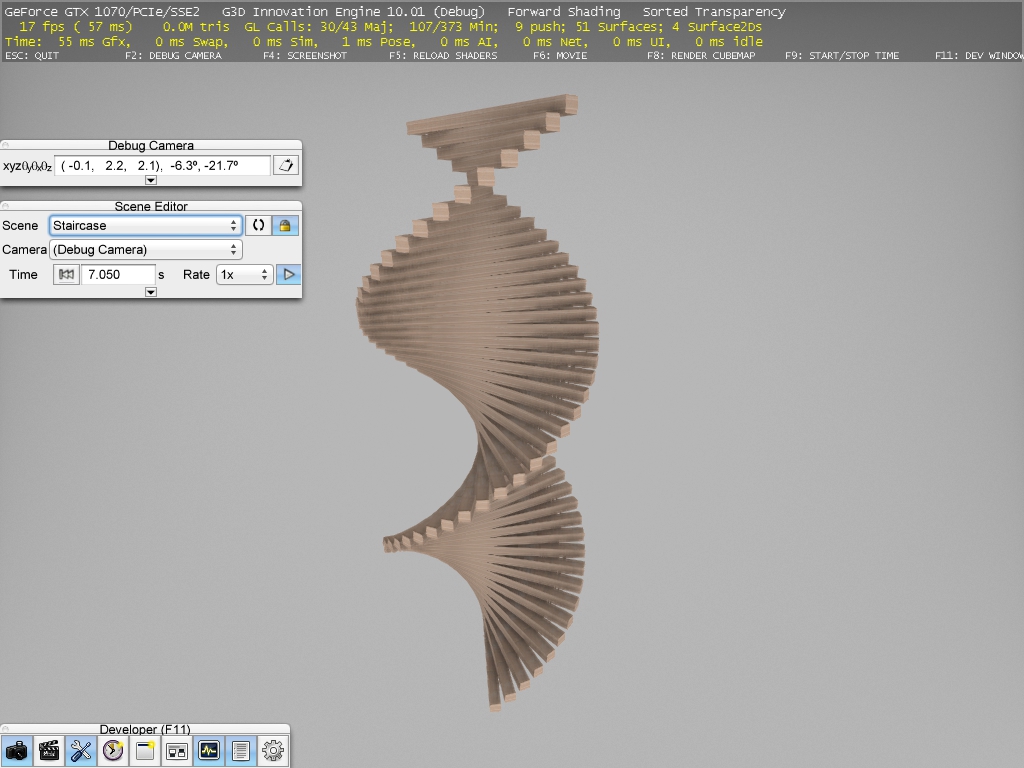 GeForce GTX 1070/PCIe/SSE2   G3D Innovation Engine 10.01 (Debug)   Forward Shading   Sorted Transparency
17 fps ( 57 ms)    0.0M tris  GL Calls: 30/43 Maj;  107/373 Min;  9 push; 51 Surfaces; 4 Surface2Ds
Time:  55 ms Gfx,   0 ms Swap,   0 ms Sim,   1 ms Pose,   0 ms AI,   0 ms Net,   0 ms UI,   0 ms idle
ESC: QUIT   F2: DEBUG CAMERA   F4: SCREENSHOT   F5: RELOAD SHADERS   F6: MOVIE   F8: RENDER CUBEMAP   F9: START/STOP TIME   F11: DEV WINDOW
Debug Camera
( -0.1,   2.2,   2.1),  -6.3º, -21.7º
Scene Editor
Scene Staircase
Camera (Debug Camera)
Time 7.050 s Rate 1x
Developer (F11)